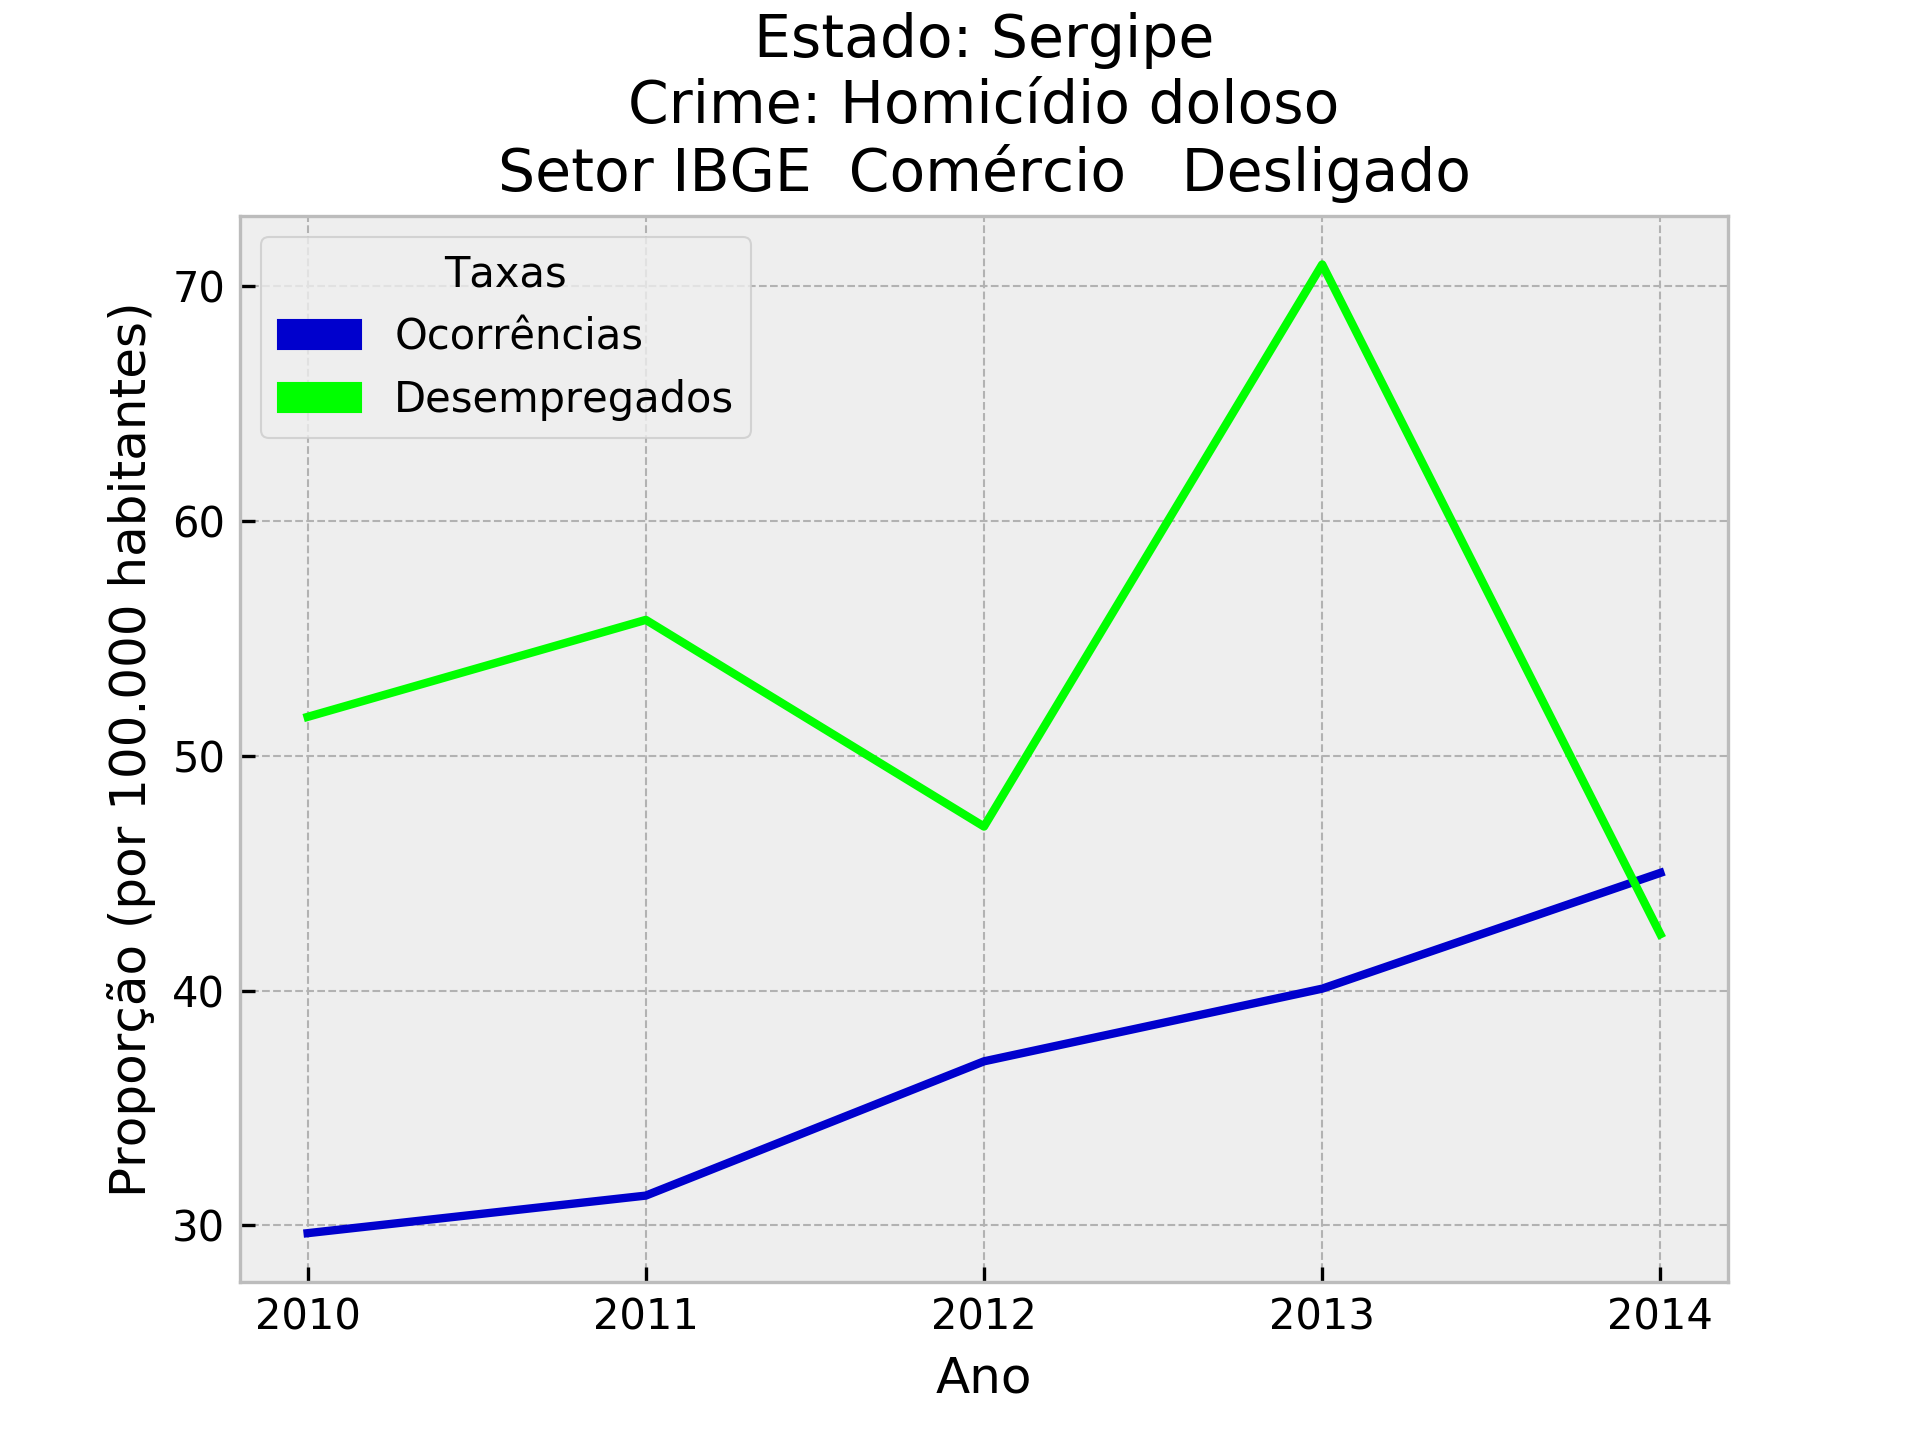 Estado: Sergipe
Crime: Homicídio doloso
Setor IBGE  Comércio   Desligado
Proporção (por 100.000 habitantes)
70
60
50
40
30
Taxas
Ocorrências
Desempregados
2010
2011
2012
2013
2014
Ano